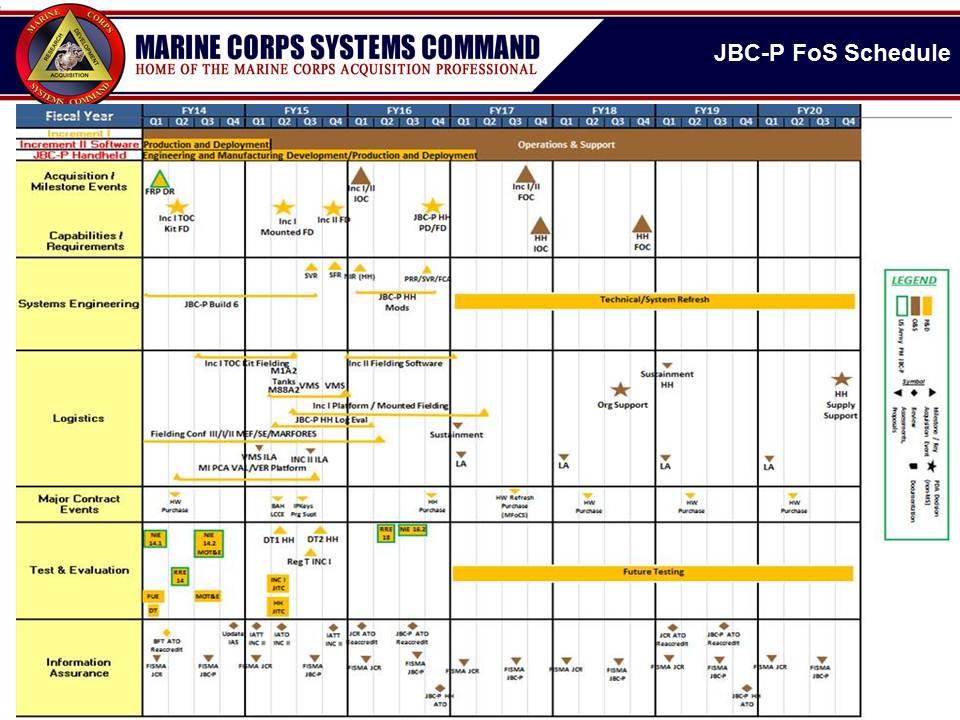 MARINE CORPS
RESEARCH
DEVELOPMENT
ACQUISITION
SYSTEMS COMMAND
MARINE CORPS SYSTEMS COMMAND
HOME OF THE MARINE CORPS ACQUISITION PROFESSIONAL
JBC-P FoS Schedule
Fiscal Year
FY14 FY15 FY16 FY17 FY18 FY19 FY20
Q1 Q2 Q3 Q4 Q1 Q2 Q3 Q4 Q1 Q2 Q3 Q4 Q1 Q2 Q3 Q4 Q1 Q2 Q3 Q4 Q1 Q2 Q3 Q4 Q1 Q2 Q3 Q4
Increment I
Increment II Software
Production and Deployment
Operations & Support
JBC-P Handheld
Engineering and Manufacturing Development/Production and Deployment
Acquisition /
Milestone Events
Capabilities /
Requirements
FRP DR
Inc I TOC
Kit FD
Inc I
Mounted FD
Inc II FD
Inc I/II
IOC
JBC-P HH
PD/FD
Inc I/II
FOC
HH
IOC
HH
FOC
Systems Engineering
JBC-P Build 6
SVR
SFR
(HH)
PRR/SVR/FCA
JBC-P HH
Mods
Technical/System Refresh
Logistics
Inc I TOC Kit Fielding
Inc II Fielding Software
M1A2
Tanks
M88A2
VMS
VMS
Inc I Platform / Mounted Fielding
JBC-P HH Log Eval
Fielding Conf III/I/II MEF/SE/MARFORES
VMS ILA
INC II ILA
MI PCA VAL/VER Platform
Sustainment
LA
LA
LA
LA
Org Support
Sustainment
HH
HH
Supply
Support
Major Contract
Events
HW
Purchase
BAH
LCCE
IPKeys
Prg Supt
HH
Purchase
HW Refresh
Purchase
(MPoCS)
HW
Purchase
HW
Purchase
HW
Purchase
Test & Evaluation
NIE
14.1
NIE
14.2
MOT&E
RRE
14
FUE
MOT&E
DT
DT1 HH
DT2 HH
Reg T INC I
INC I
JITC
HH
JITC
RRE
18
NIE 16.2
Future Testing
Information
Assurance
BFT ATO
Reaccredit
Update
IAS
IATT
INC II
IATO
INC II
IATT
INC II
JCR ATO
Reaccredit
JBC-P ATO
Reaccredit
JCR ATO
Reaccredit
JBC-P ATO
Reaccredit
FISMA
JCR
FISMA
JBC-P
FISMA JCR
FISMA
JBC-P
FISMA JCR
FISMA
JBC-P
FISMA JCR
FISMA
JBC-P
FISMA JCR
FISMA
JBC-P
FISMA JCR
FISMA
JBC-P
FISMA JCR
FISMA
JBC-P
JBC-P HH
ATO
JBC-P HH
ATO
LEGEND
R&D
O&S
US Army PM JBC-P
Symbol
Milestone / Key
Acquisition Event
Review
Assessments,
Proposals
PDA Decision
(non-MS)
Documentation